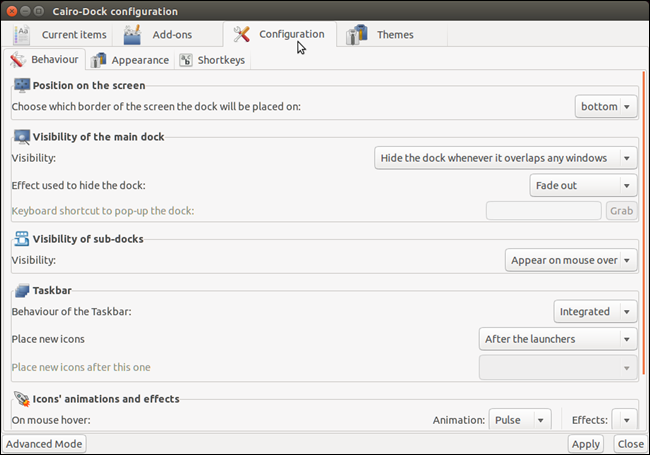 Cairo-Dock configuration
Current items Add-ons Configuration Themes
Behaviour Appearance Shortkeys
Position on the screen
Choose which border of the screen the dock will be placed on: bottom
Visibility of the main dock
Visibility: Hide the dock whenever it overlaps any windows
Effect used to hide the dock: Fade out
Keyboard shortcut to pop-up the dock: Grab
Visibility of sub-docks
Visibility: Appear on mouse over
Taskbar
Behaviour of the Taskbar: Integrated
Place new icons After the launchers
Place new icons after this one
Icons' animations and effects
On mouse hover: Animation: Pulse Effects:
Advanced Mode Apply Close